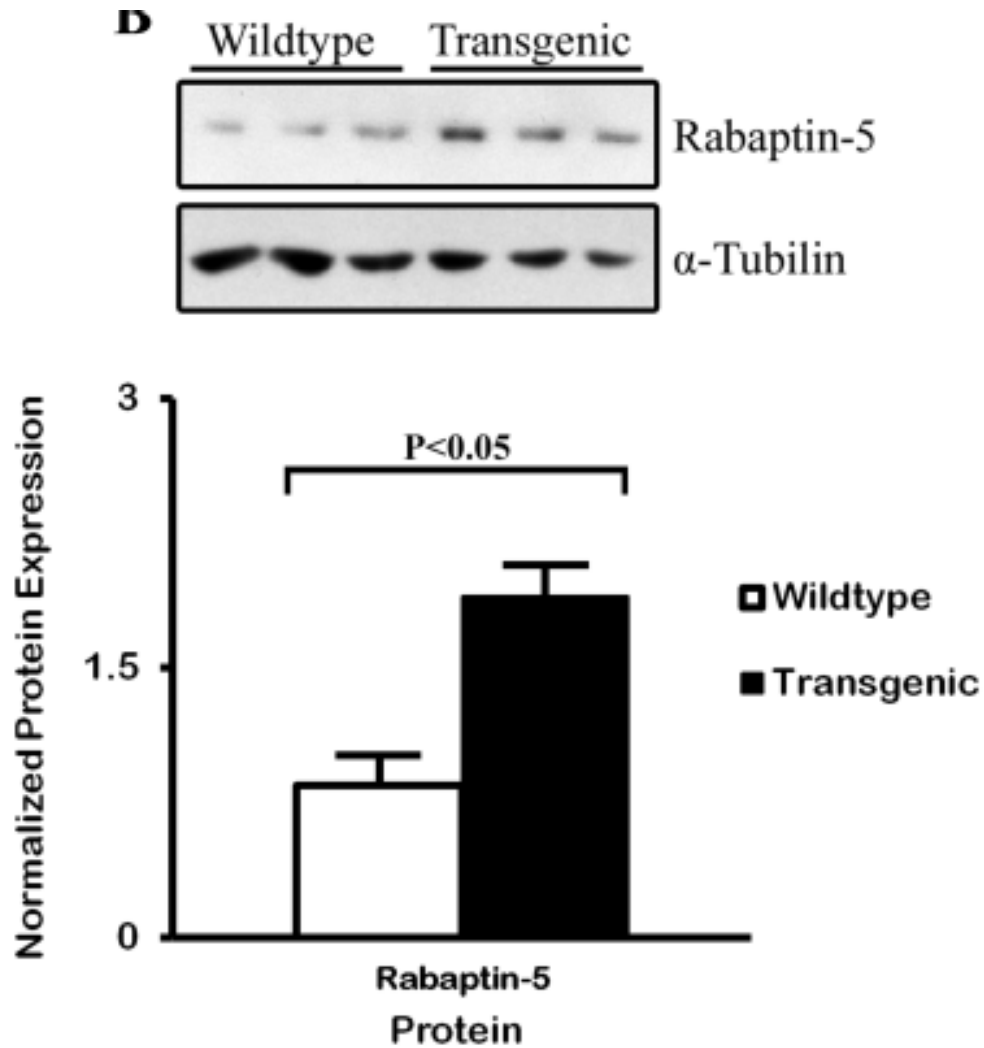 B
Wildtype Transgenic
Rabaptin-5
α-Tubilin
Normalized Protein Expression
3
P<0.05
1.5
0
Wildtype
Transgenic
Rabaptin-5
Protein